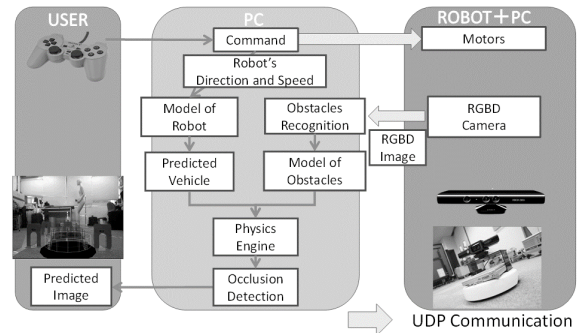 USER
PC
ROBOT＋PC
Command
Motors
Robot's
Direction and Speed
Model of
Robot
Obstacles
Recognition
RGBD
Camera
RGBD
Image
Predicted
Vehicle
Model of
Obstacles
Physics
Engine
Predicted
Image
Occlusion
Detection
UDP Communication